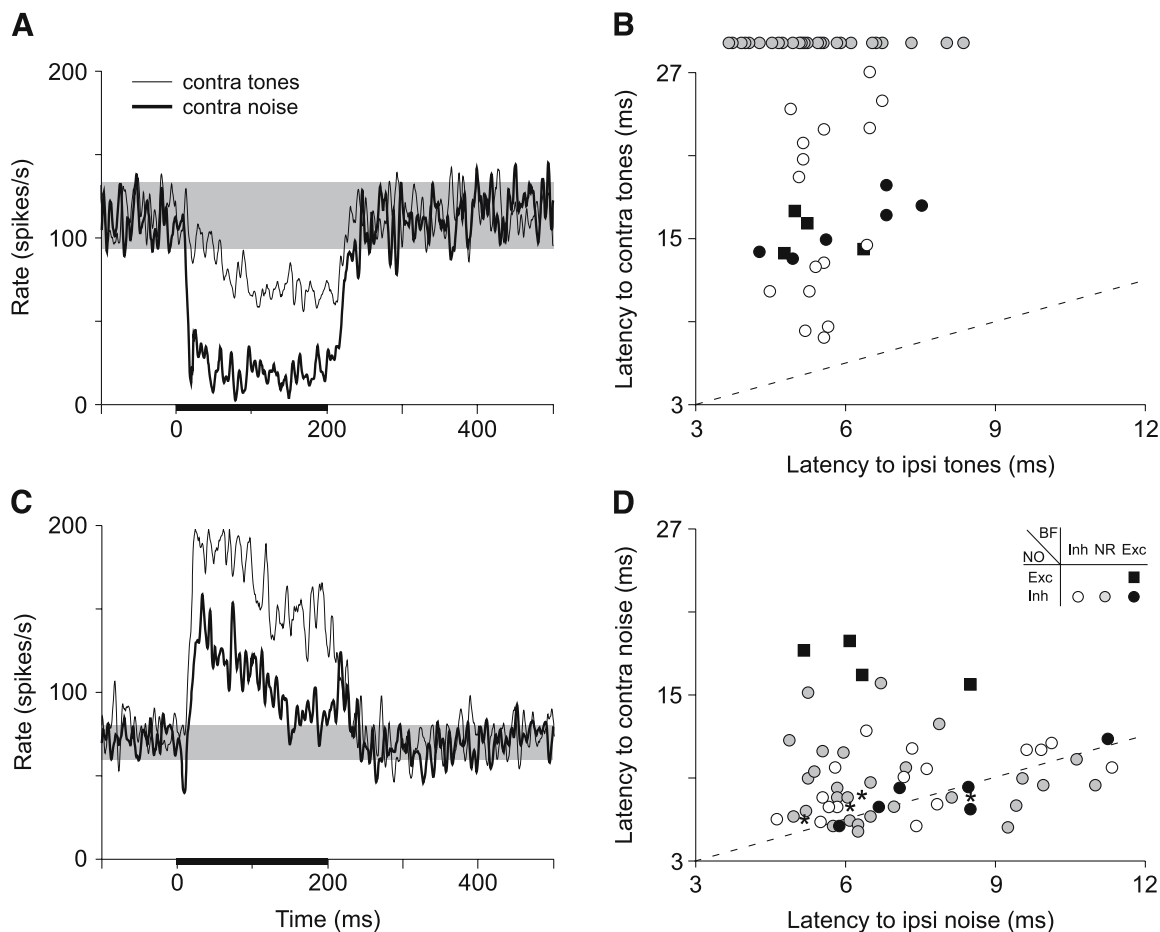 A
200
contra tones
contra noise
100
0
Rate (spikes/s)
0
200
400
B
27
15
3
Latency to contra tones (ms)
3
6
9
12
Latency to ipsi tones (ms)
C
200
100
0
Rate (spikes/s)
0
200
400
Time (ms)
D
27
15
3
Latency to contra noise (ms)
BF
NO
Inh NR Exc
Exc
Inh
*
*
*
*
3
6
9
12
Latency to ipsi noise (ms)